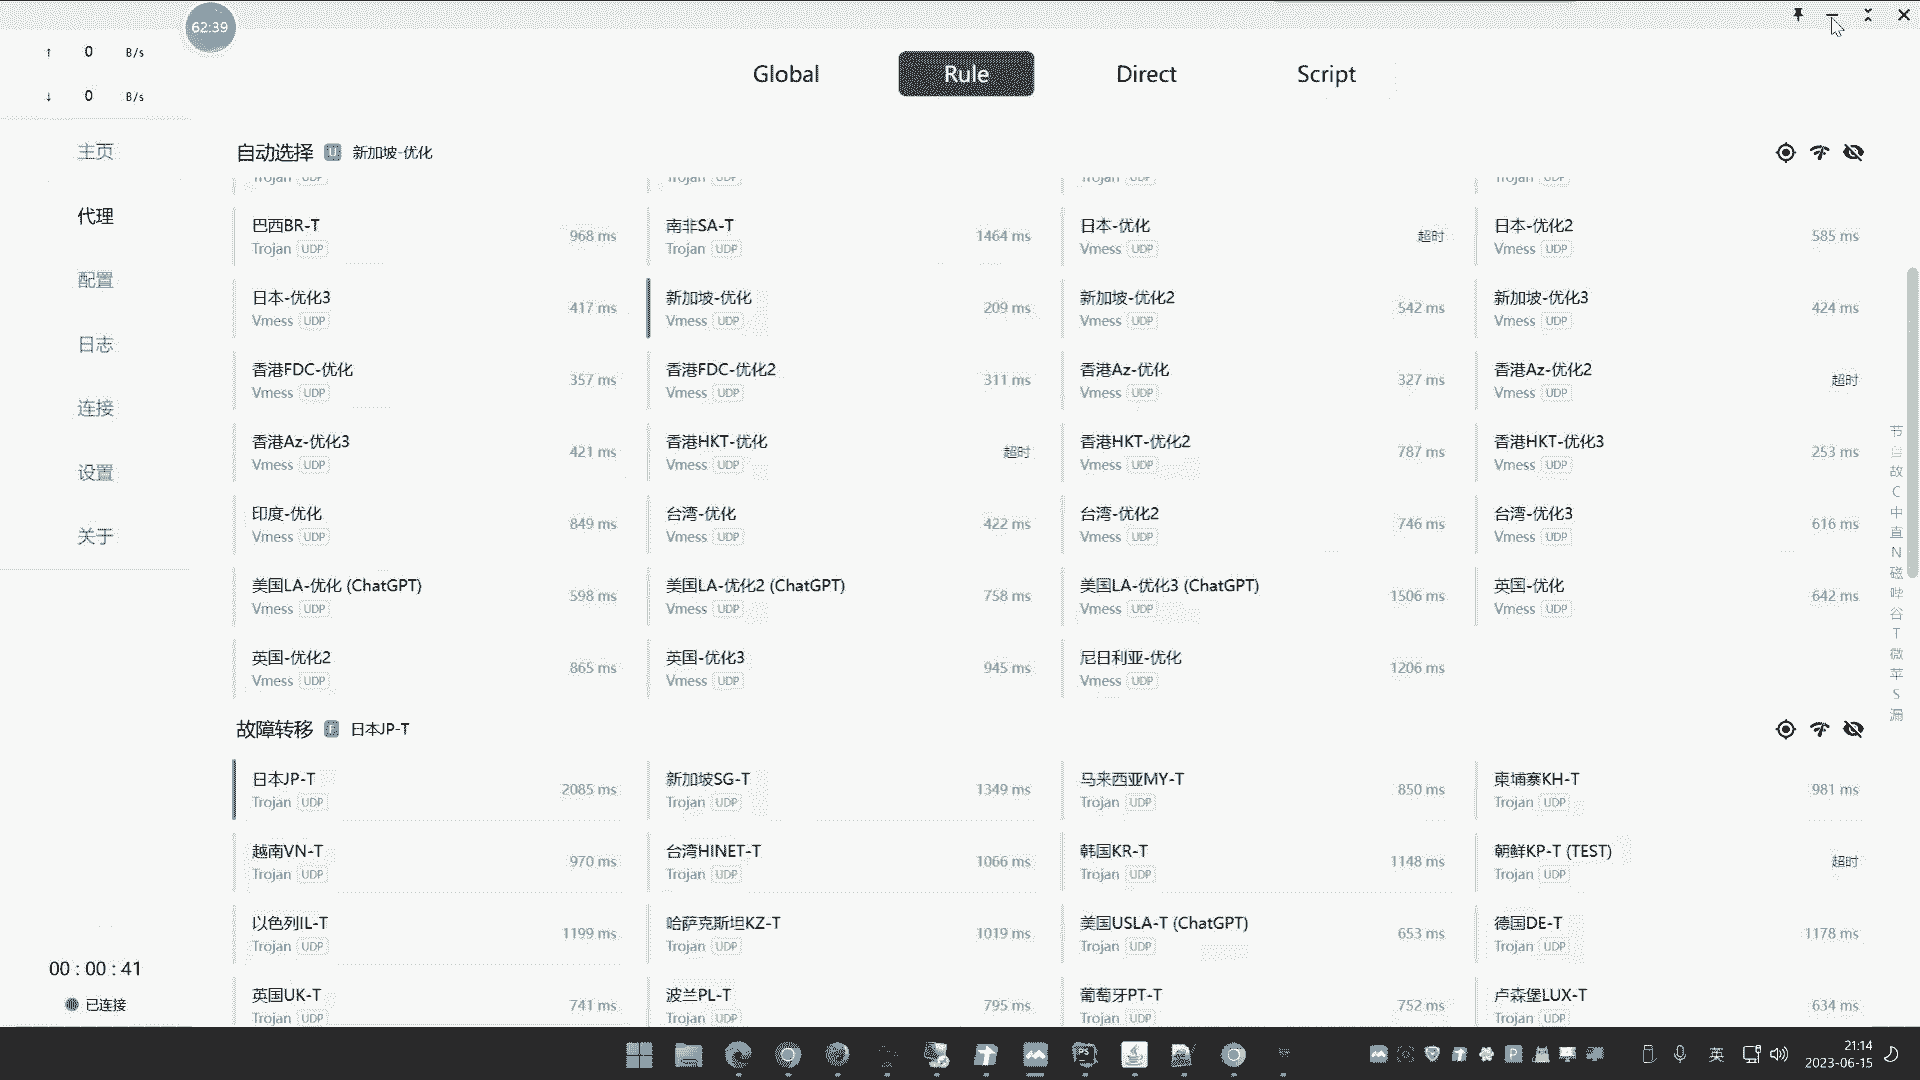 62:39
↑ 0 B/s
↓ 0 B/s
Global Rule Direct Script
主页
代理
配置
日志
连接
设置
关于
00 : 00 : 41
已连接
自动选择 U 新加坡-优化
Trojan UDP Trojan UDP Trojan UDP Trojan UDP
巴西BR-T 968 ms 南非SA-T 1464 ms 日本-优化 超时 日本-优化2 585 ms
Trojan UDP Trojan UDP Vmess UDP Vmess UDP
日本-优化3 417 ms 新加坡-优化 209 ms 新加坡-优化2 542 ms 新加坡-优化3 424 ms
Vmess UDP Vmess UDP Vmess UDP Vmess UDP
香港FDC-优化 357 ms 香港FDC-优化2 311 ms 香港Az-优化 327 ms 香港Az-优化2 超时
Vmess UDP Vmess UDP Vmess UDP Vmess UDP
香港Az-优化3 421 ms 香港HKT-优化 超时 香港HKT-优化2 787 ms 香港HKT-优化3 253 ms
Vmess UDP Vmess UDP Vmess UDP Vmess UDP
印度-优化 849 ms 台湾-优化 422 ms 台湾-优化2 746 ms 台湾-优化3 616 ms
Vmess UDP Vmess UDP Vmess UDP Vmess UDP
美国LA-优化 (ChatGPT) 598 ms 美国LA-优化2 (ChatGPT) 758 ms 美国LA-优化3 (ChatGPT) 1506 ms 英国-优化 642 ms
Vmess UDP Vmess UDP Vmess UDP Vmess UDP
英国-优化2 865 ms 英国-优化3 945 ms 尼日利亚-优化 1206 ms
Vmess UDP Vmess UDP Vmess UDP
故障转移 日本JP-T
日本JP-T 2085 ms 新加坡SG-T 1349 ms 马来西亚MY-T 850 ms 柬埔寨KH-T 981 ms
Trojan UDP Trojan UDP Trojan UDP Trojan UDP
越南VN-T 970 ms 台湾HINET-T 1066 ms 韩国KR-T 1148 ms 朝鲜KP-T (TEST) 超时
Trojan UDP Trojan UDP Trojan UDP Trojan UDP
以色列IL-T 1199 ms 哈萨克斯坦KZ-T 1019 ms 美国USLA-T (ChatGPT) 653 ms 德国DE-T 1178 ms
Trojan UDP Trojan UDP Trojan UDP Trojan UDP
英国UK-T 741 ms 波兰PL-T 795 ms 葡萄牙PT-T 752 ms 卢森堡LUX-T 634 ms
Trojan UDP Trojan UDP Trojan UDP Trojan UDP
节
自
故
C
中
直
N
磁
哔
谷
T
微
苹
S
漏
英
21:14
2023-06-15